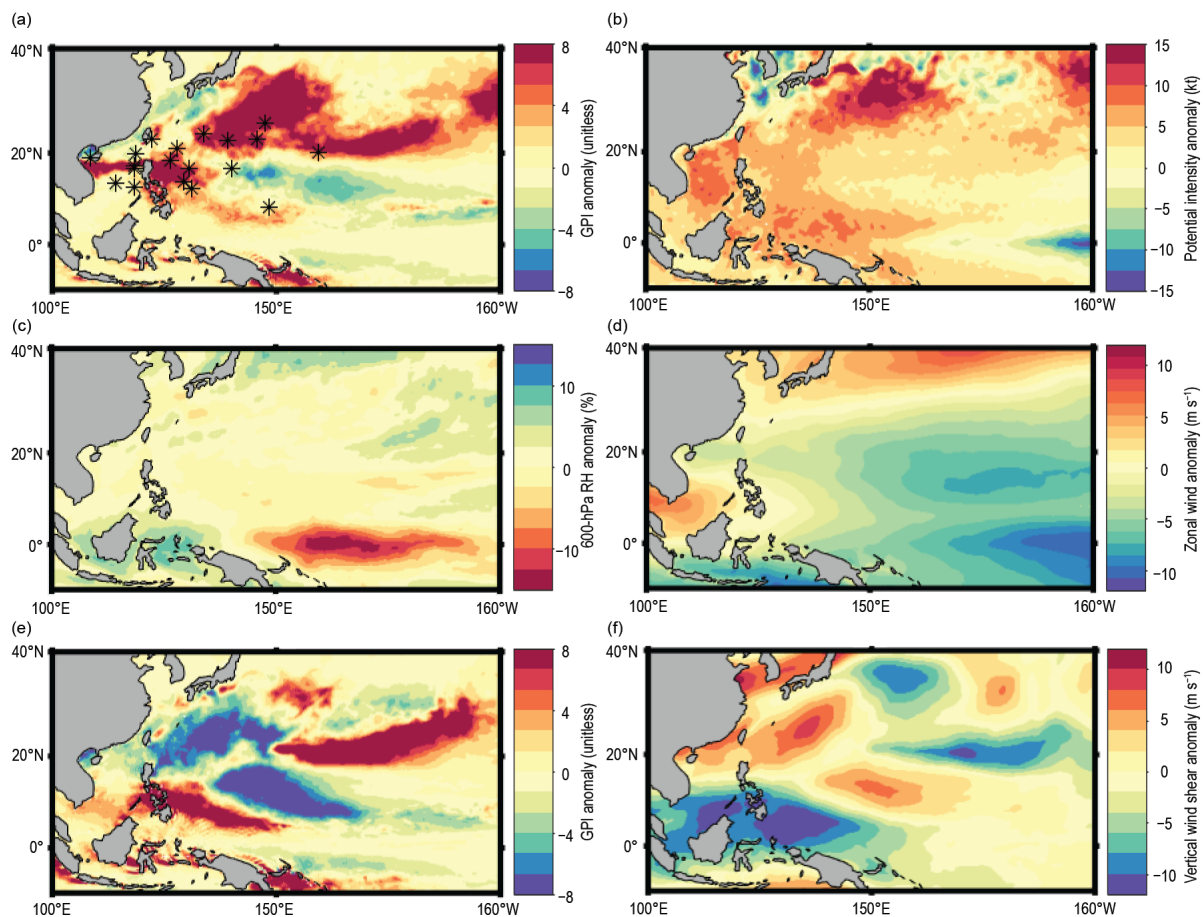 (a)
40°N
20°N
0°
100°E
150°E
160°W
8
4
0
−4
−8
GPI anomaly (unitless)
(b)
40°N
20°N
0°
100°E
150°E
160°W
15
10
5
0
−5
−10
−15
Potential intensity anomaly (kt)
(c)
40°N
20°N
0°
100°E
150°E
160°W
10
5
0
−5
−10
600-hPa RH anomaly (%)
(d)
40°N
20°N
0°
100°E
150°E
160°W
10
5
0
−5
−10
Zonal wind anomaly (m s⁻¹)
(e)
40°N
20°N
0°
100°E
150°E
160°W
8
4
0
−4
−8
GPI anomaly (unitless)
(f)
40°N
20°N
0°
100°E
150°E
160°W
10
5
0
−5
−10
Vertical wind shear anomaly (m s⁻¹)